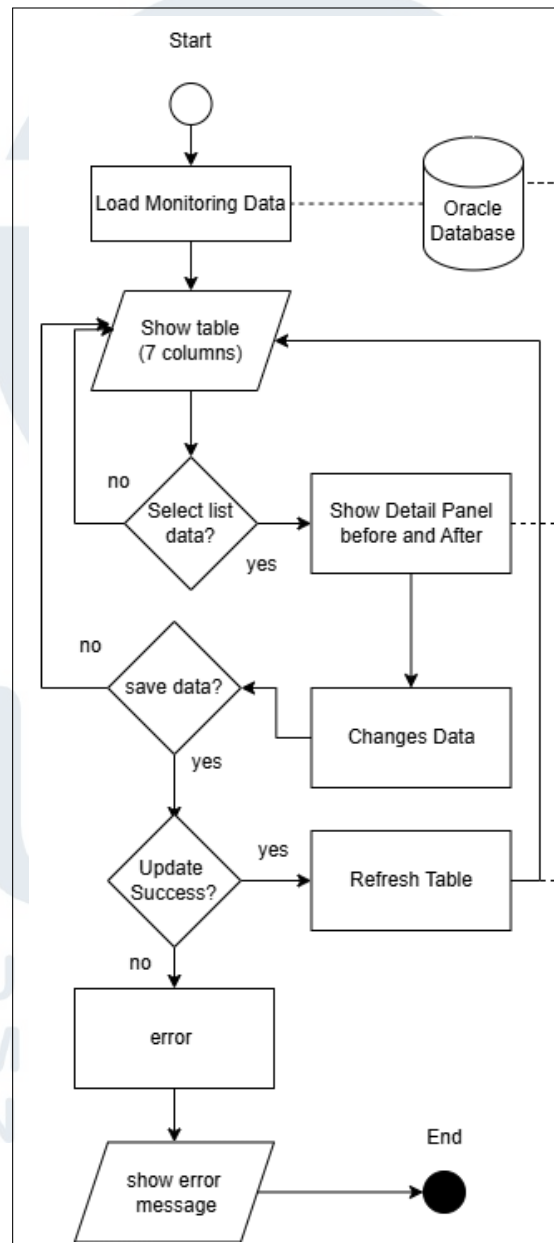 Start
Load Monitoring Data
Oracle
Database
Show table
(7 columns)
no
Select list
data?
yes
Show Detail Panel
before and After
no
save data?
Changes Data
yes
Update
Success?
yes
Refresh Table
no
error
End
show error
message
U
M
N